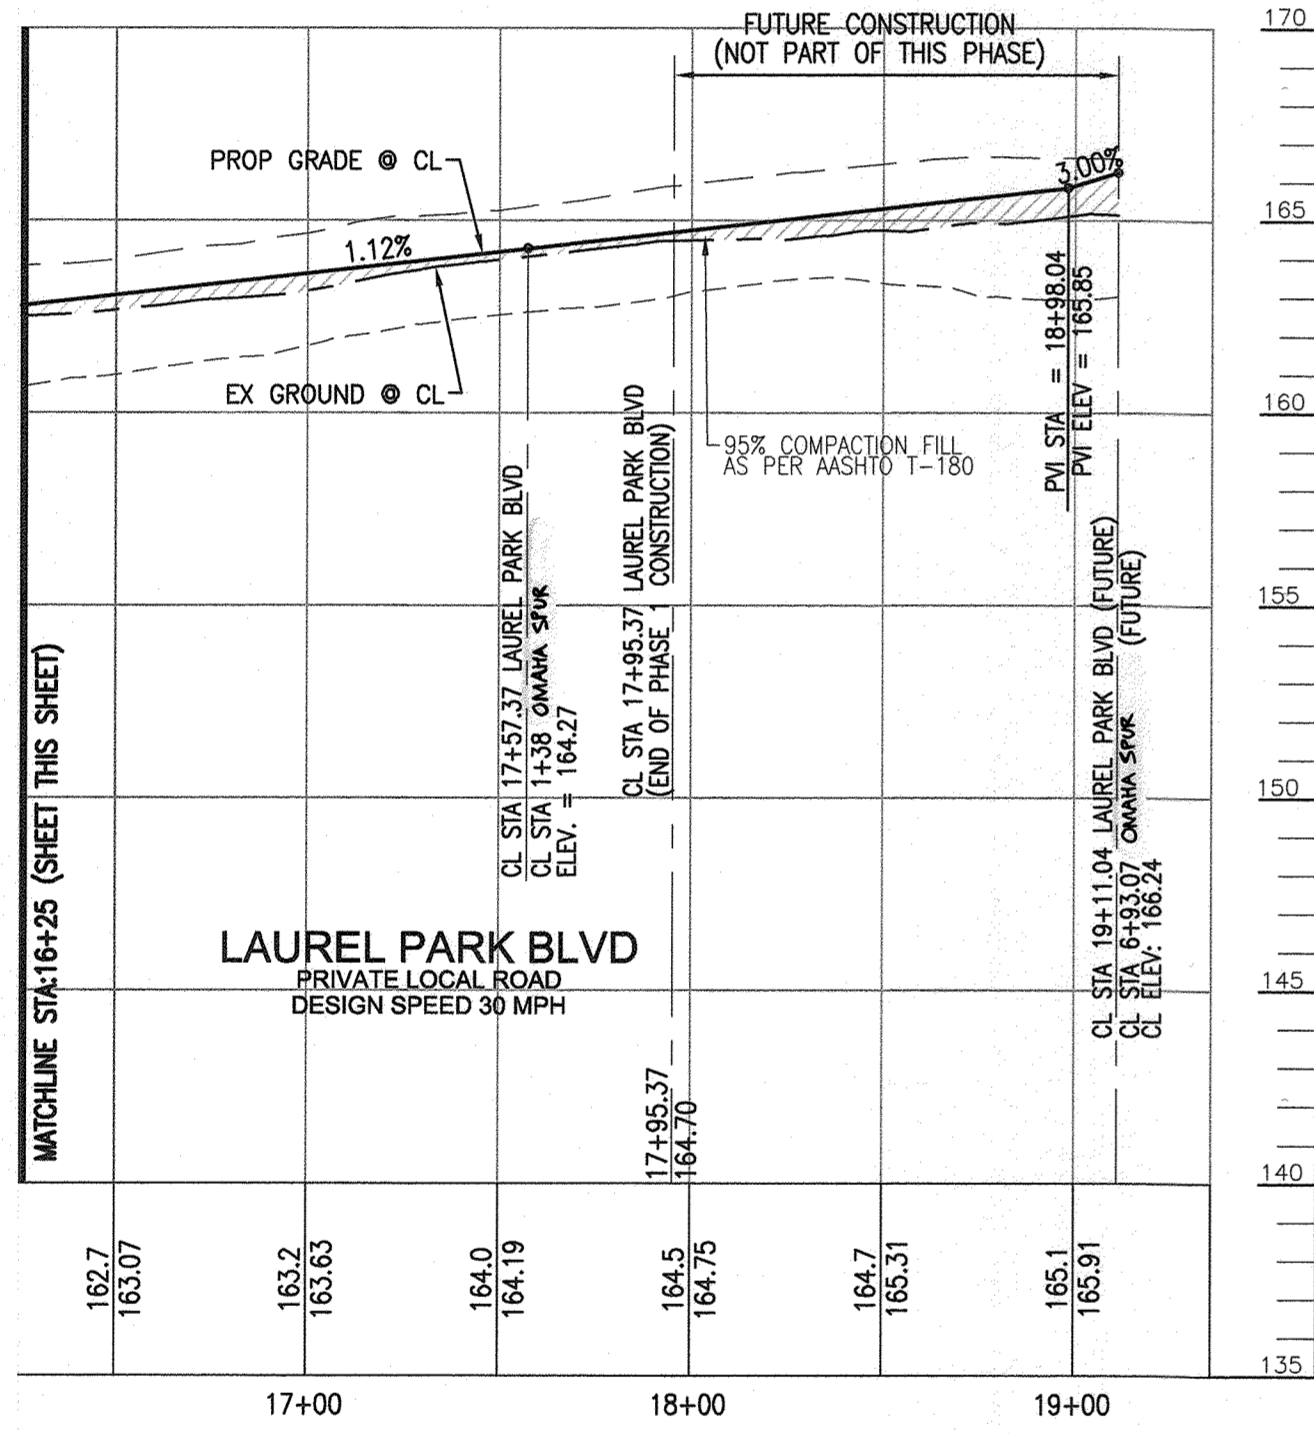 FUTURE CONSTRUCTION
(NOT PART OF THIS PHASE)
170
PROP GRADE @ CL
3.00%
165
1.12%
EX GROUND @ CL
160
95% COMPACTION FILL
AS PER AASHTO T-180
PVI STA = 18+98.04
PVI ELEV = 165.85
155
CL STA 17+57.37 LAUREL PARK BLVD
CL STA 1+38 OMAHA SPUR
ELEV. = 164.27
CL STA 17+95.37 LAUREL PARK BLVD
(END OF PHASE 1 CONSTRUCTION)
CL STA 19+11.04 LAUREL PARK BLVD (FUTURE)
CL STA 6+93.07 OMAHA SPUR (FUTURE)
CL ELEV: 166.24
150
MATCHLINE STA:16+25 (SHEET THIS SHEET)
LAUREL PARK BLVD
PRIVATE LOCAL ROAD
DESIGN SPEED 30 MPH
145
17+95.37
164.70
140
162.7
163.07
163.2
163.63
164.0
164.19
164.5
164.75
164.7
165.31
165.1
165.91
135
17+00
18+00
19+00